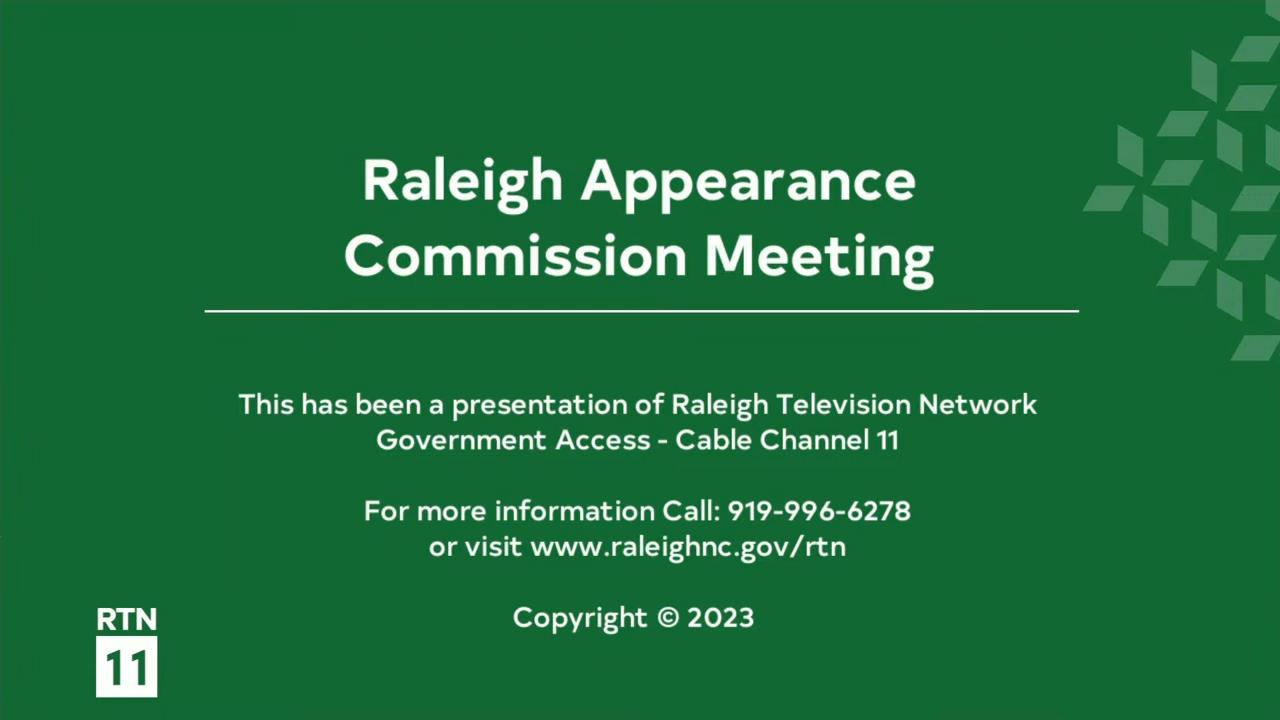 Raleigh Appearance
Commission Meeting
This has been a presentation of Raleigh Television Network
Government Access - Cable Channel 11
For more information Call: 919-996-6278
or visit www.raleighnc.gov/rtn
Copyright © 2023
RTN
11